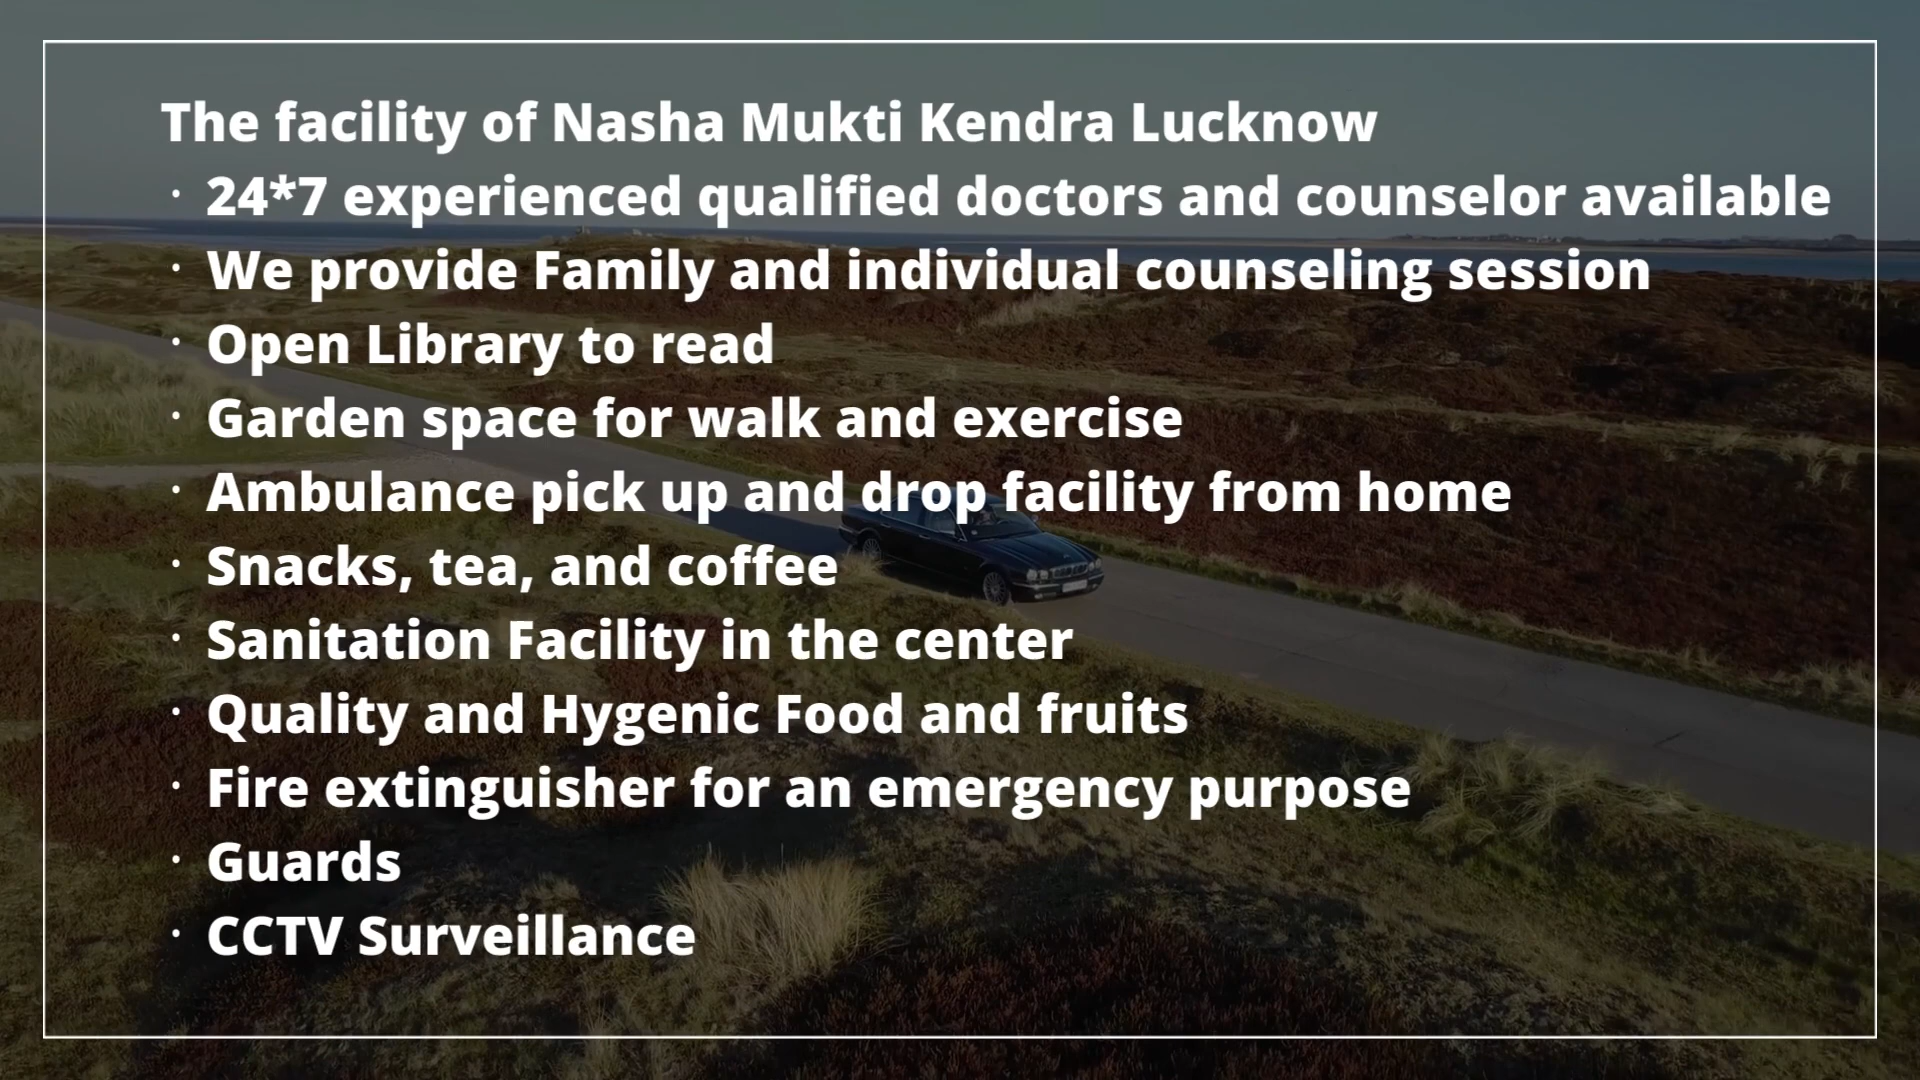 The facility of Nasha Mukti Kendra Lucknow
· 24*7 experienced qualified doctors and counselor available
· We provide Family and individual counseling session
· Open Library to read
· Garden space for walk and exercise
· Ambulance pick up and drop facility from home
· Snacks, tea, and coffee
· Sanitation Facility in the center
· Quality and Hygenic Food and fruits
· Fire extinguisher for an emergency purpose
· Guards
· CCTV Surveillance